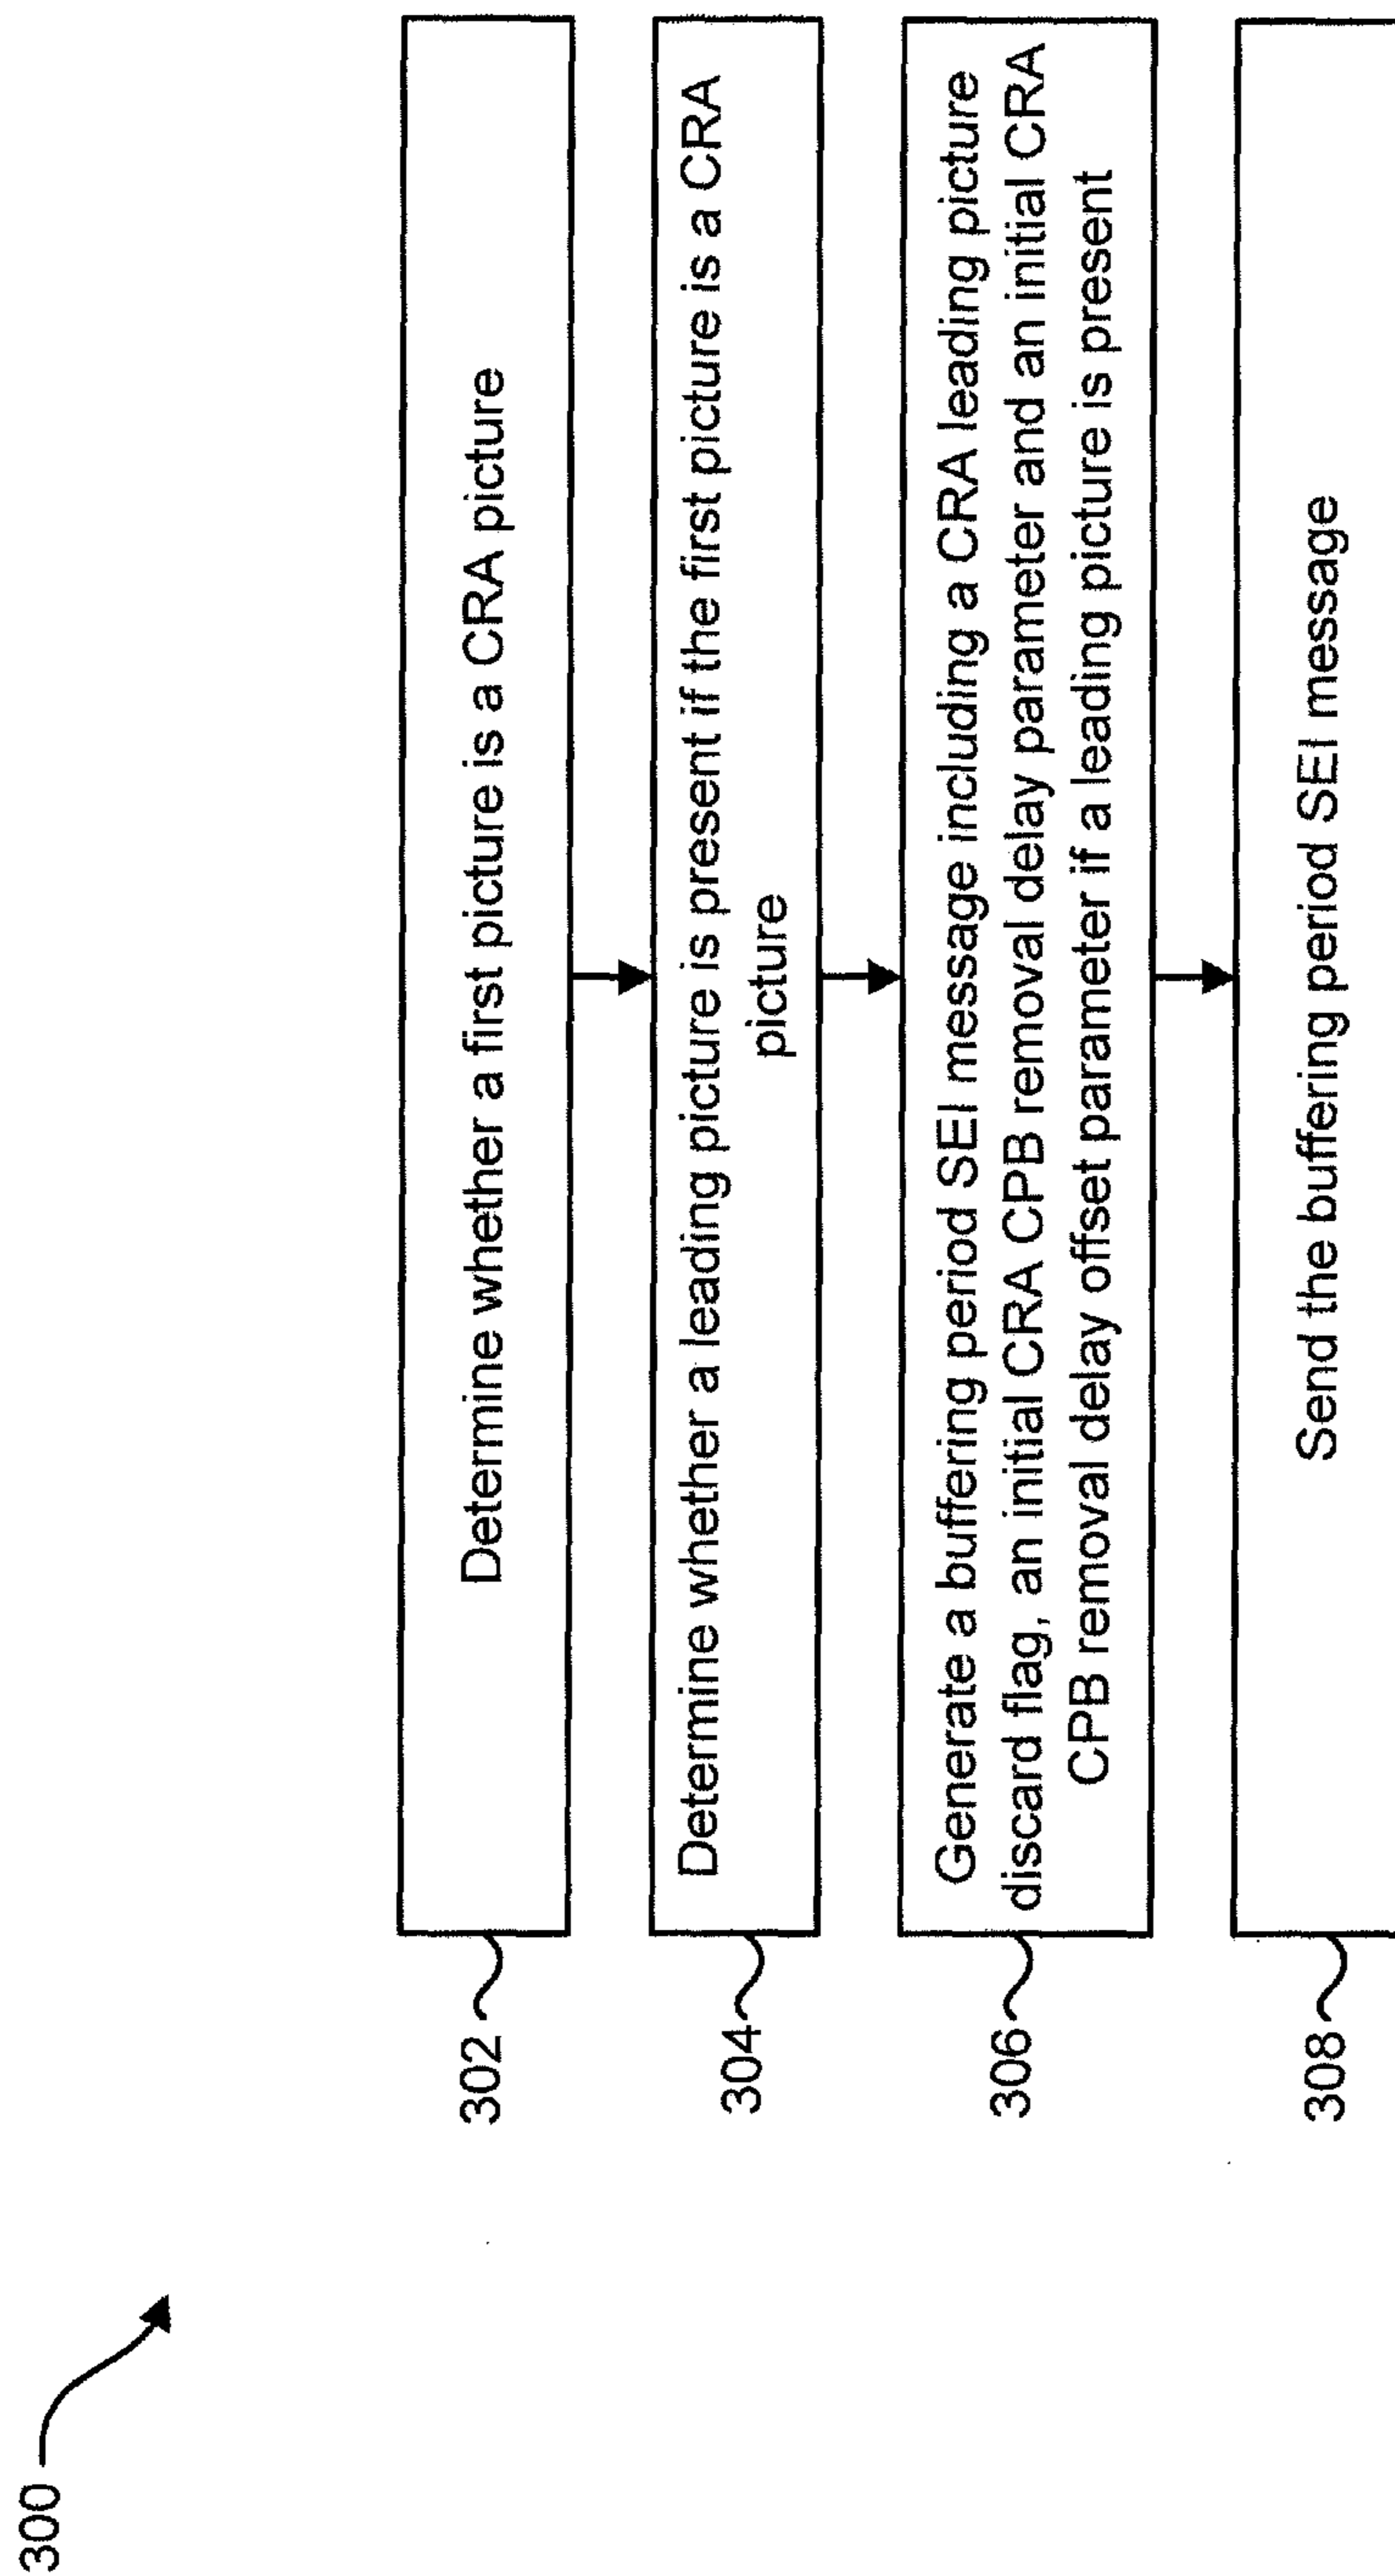 300
302
Determine whether a first picture is a CRA picture
304
Determine whether a leading picture is present if the first picture is a CRA
picture
306
Generate a buffering period SEI message including a CRA leading picture
discard flag, an initial CRA CPB removal delay parameter and an initial CRA
CPB removal delay offset parameter if a leading picture is present
308
Send the buffering period SEI message